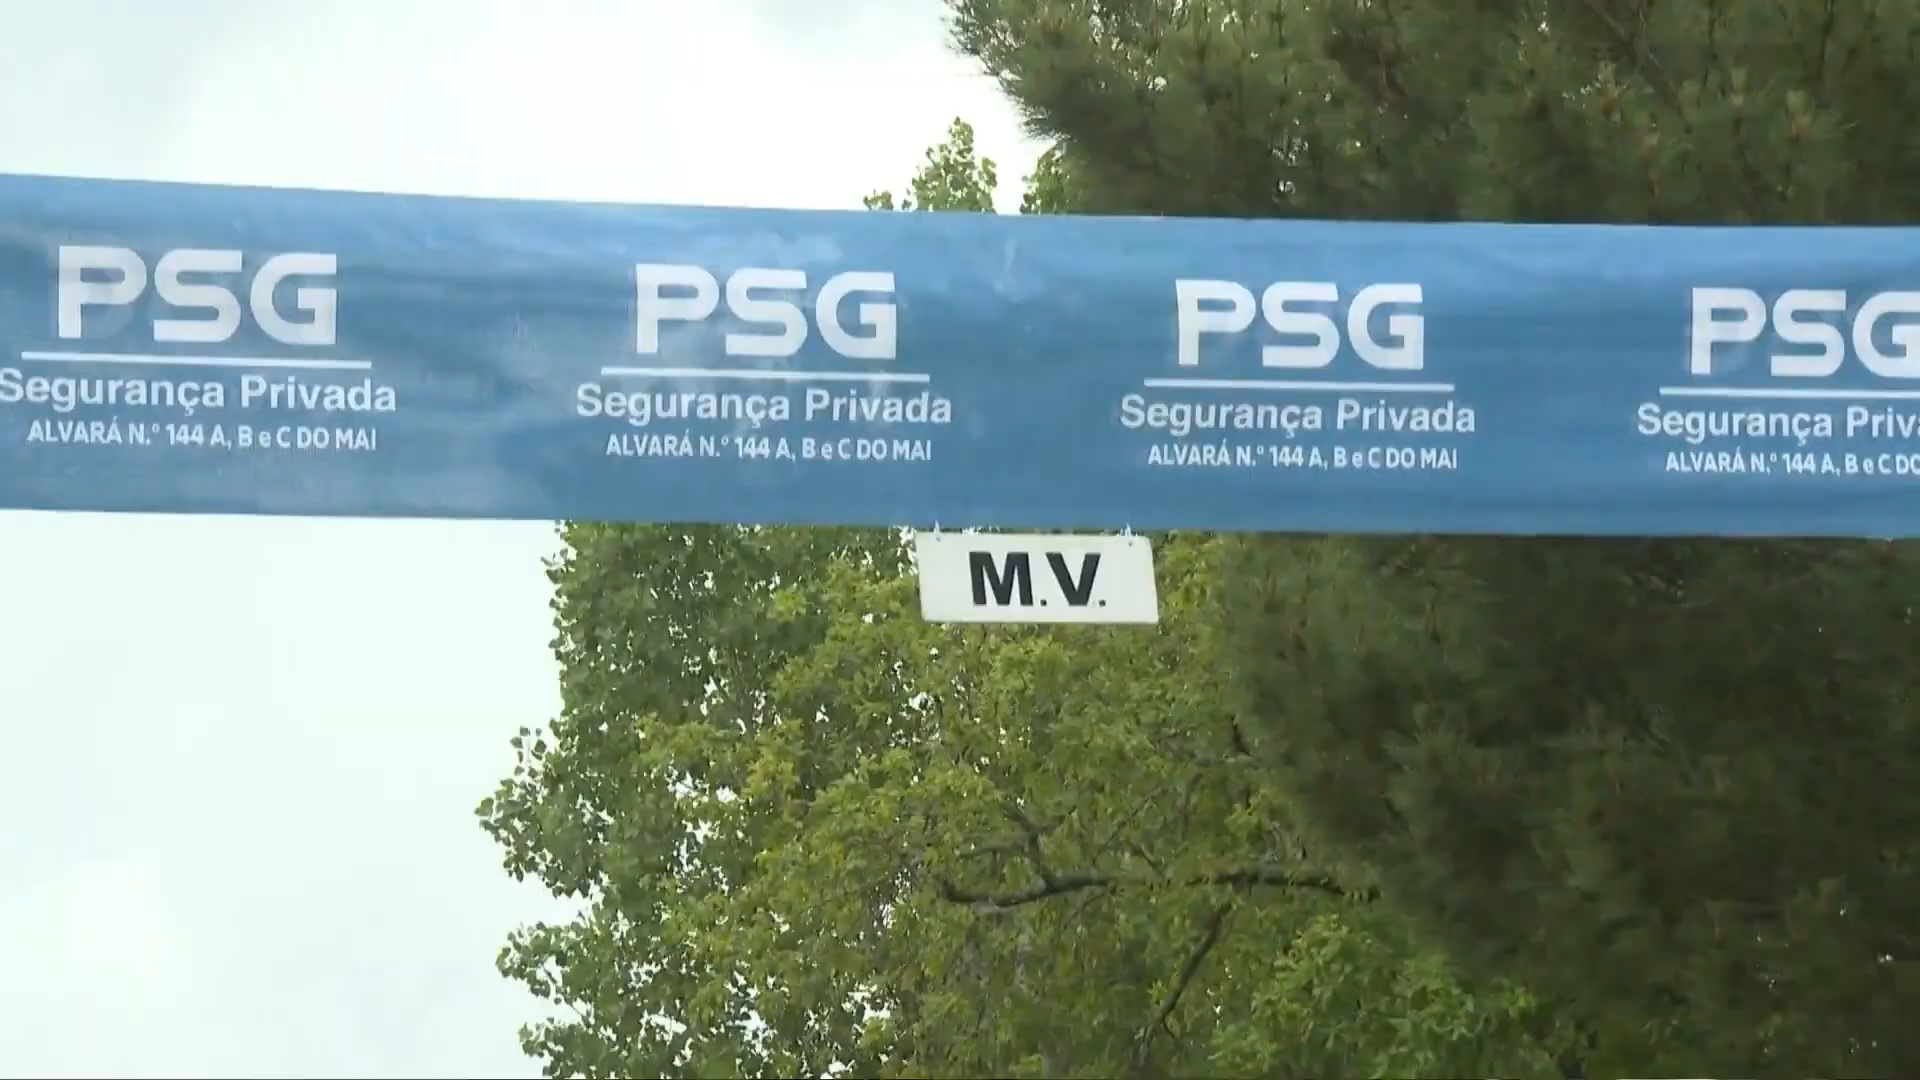 PSG
Segurança Privada
ALVARÁ N.º 144 A, B e C DO MAI
PSG
Segurança Privada
ALVARÁ N.º 144 A, B e C DO MAI
PSG
Segurança Privada
ALVARÁ N.º 144 A, B e C DO MAI
PSG
Segurança Priv
ALVARÁ N.º 144 A, B e C DO
M.V.